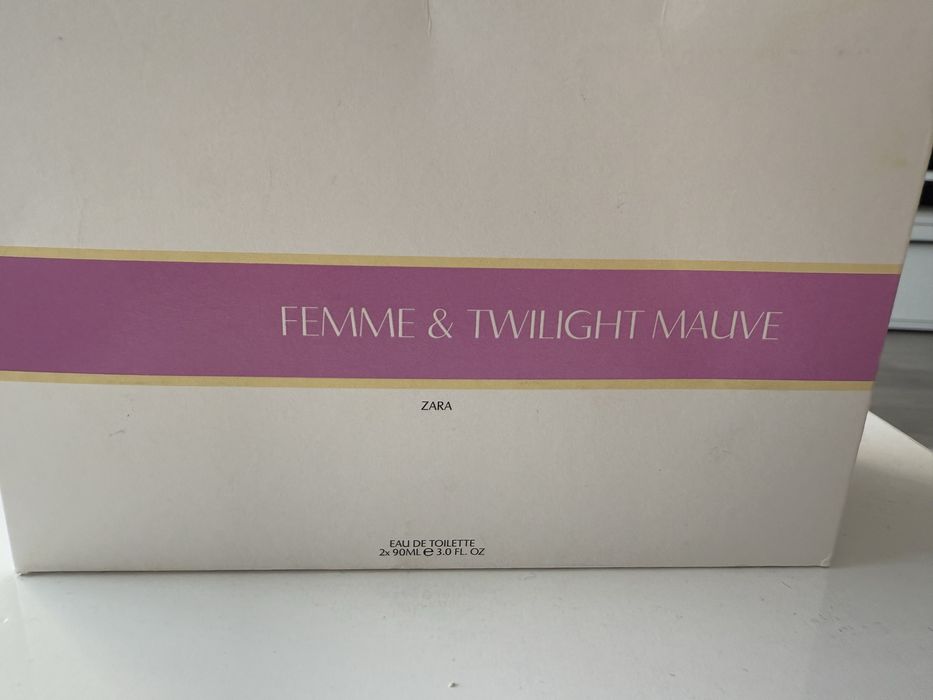 FEMME & TWILIGHT MAUVE
ZARA
EAU DE TOILETTE
2x 90ML ℮ 3.0 FL. OZ